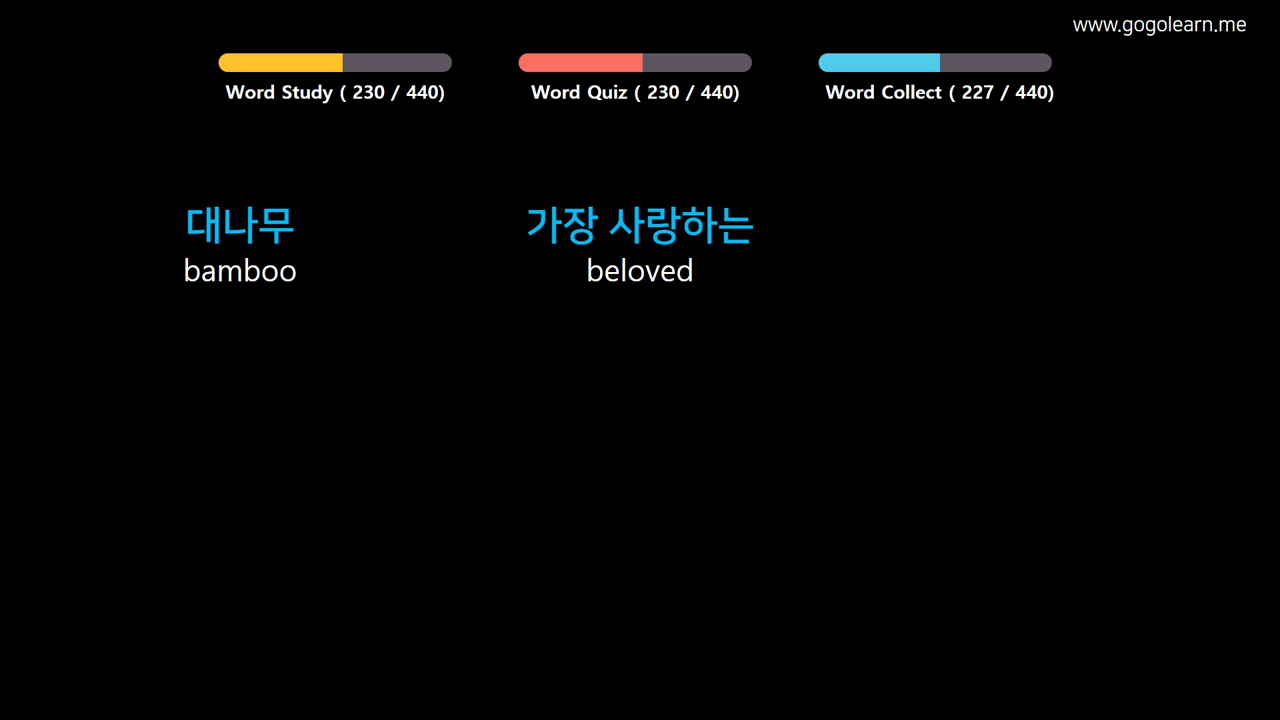 www.gogolearn.me
Word Study ( 230 / 440)
Word Quiz ( 230 / 440)
Word Collect ( 227 / 440)
대나무
bamboo
가장 사랑하는
beloved